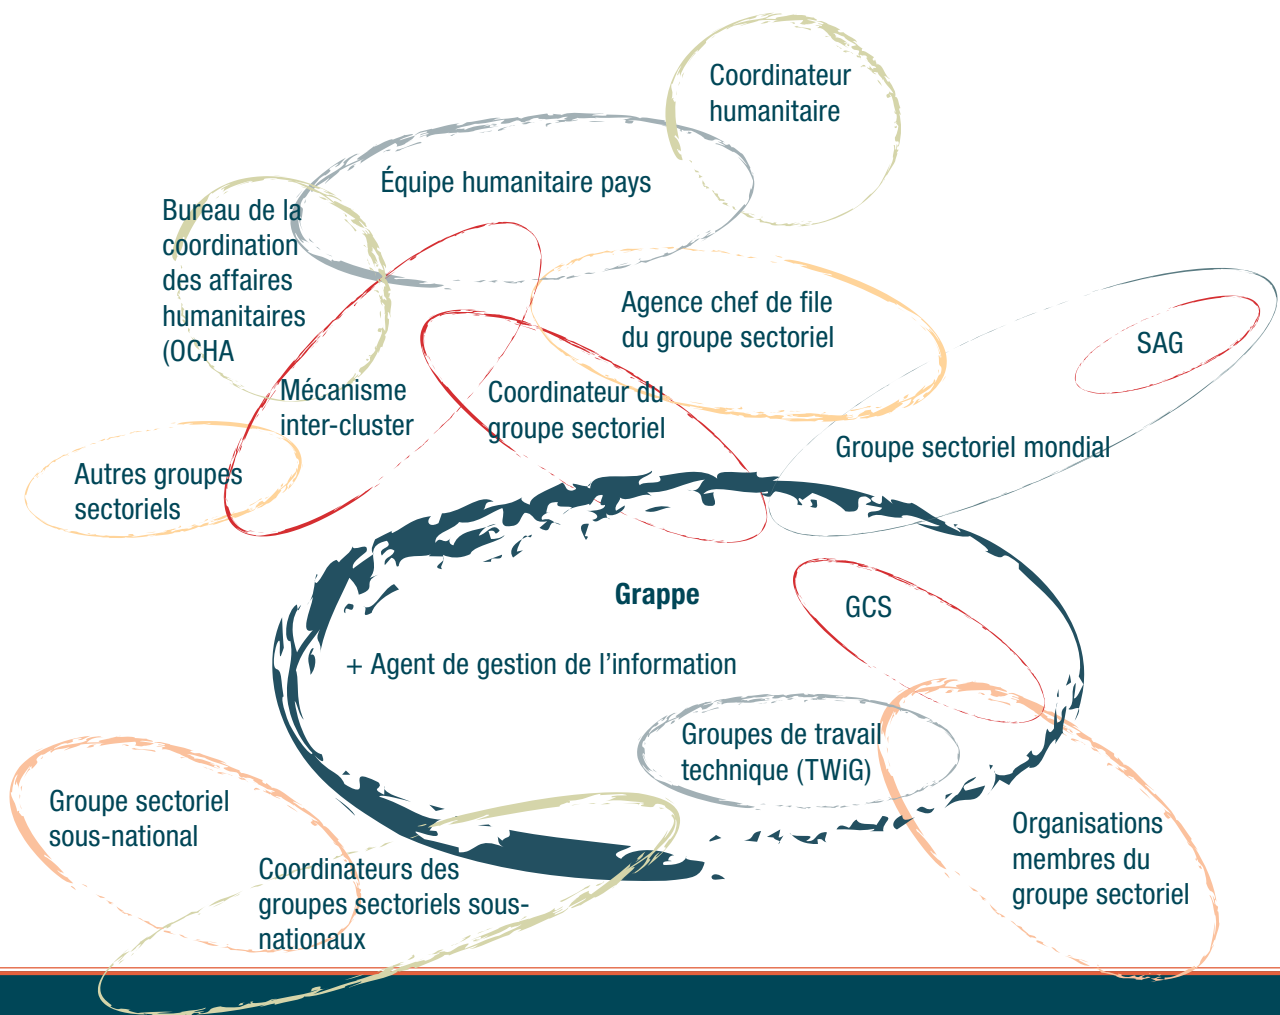 Coordinateur
humanitaire
Équipe humanitaire pays
Bureau de la
coordination
des affaires
humanitaires
(OCHA
Agence chef de file
du groupe sectoriel
SAG
Mécanisme
inter-cluster
Coordinateur du
groupe sectoriel
Groupe sectoriel mondial
Autres groupes
sectoriels
Grappe
GCS
+ Agent de gestion de l’information
Groupes de travail
technique (TWiG)
Groupe sectoriel
sous-national
Organisations
membres du
groupe sectoriel
Coordinateurs des
groupes sectoriels sous-
nationaux